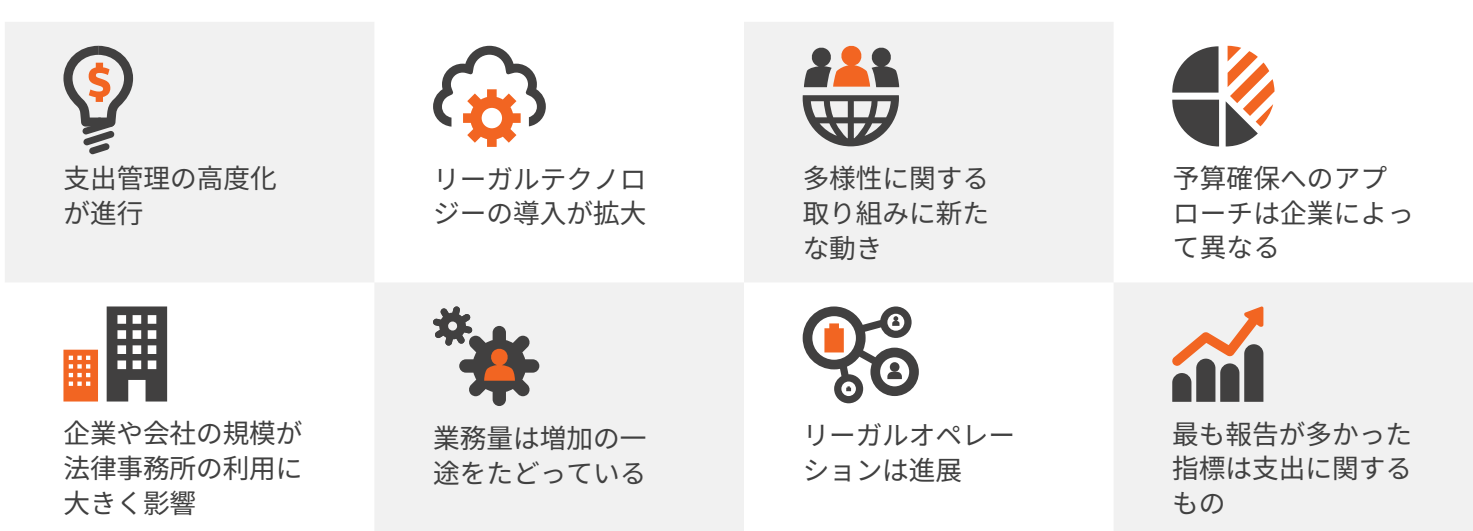 $
支出管理の高度化
が進行
リーガルテクノロ
ジーの導入が拡大
多様性に関する
取り組みに新た
な動き
予算確保へのアプ
ローチは企業によっ
て異なる
企業や会社の規模が
法律事務所の利用に
大きく影響
業務量は増加の一
途をたどっている
リーガルオペレー
ションは進展
最も報告が多かった
指標は支出に関する
もの